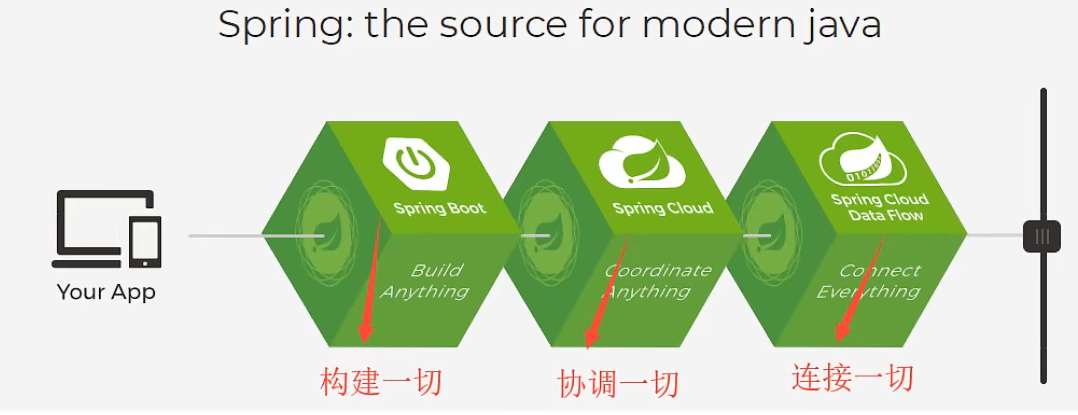 Spring: the source for modern java
Your App
Spring Boot
Build
Anything
构建一切
Spring Cloud
Coordinate
Anything
协调一切
Spring Cloud
Data Flow
Connect
Everything
连接一切